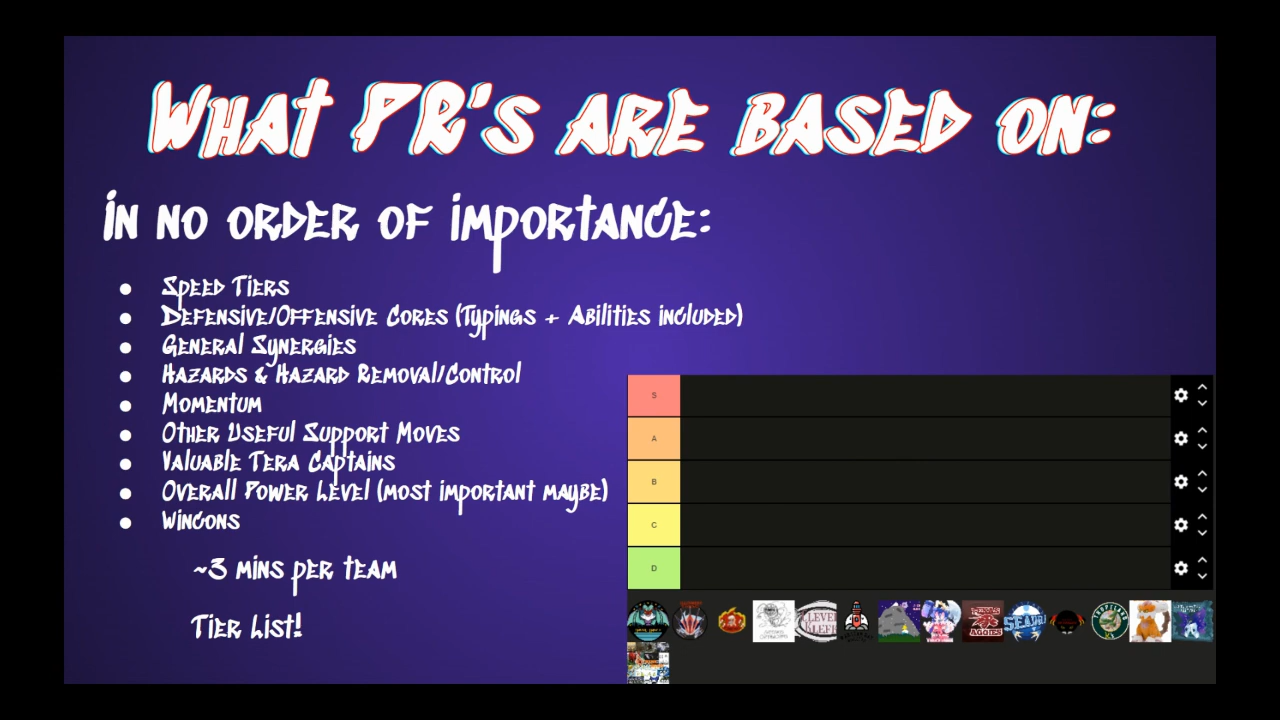 What PR's are based on:
In no order of importance:
● Speed Tiers
● Defensive/Offensive Cores (Typings + Abilities included)
● General Synergies
● Hazards & Hazard Removal/Control
● Momentum
● Other Useful Support Moves
● Valuable Tera Captains
● Overall Power Level (most important maybe)
● Wincons
~3 mins per team
Tier List!
S
A
B
C
D
TEXAS
AGGIES